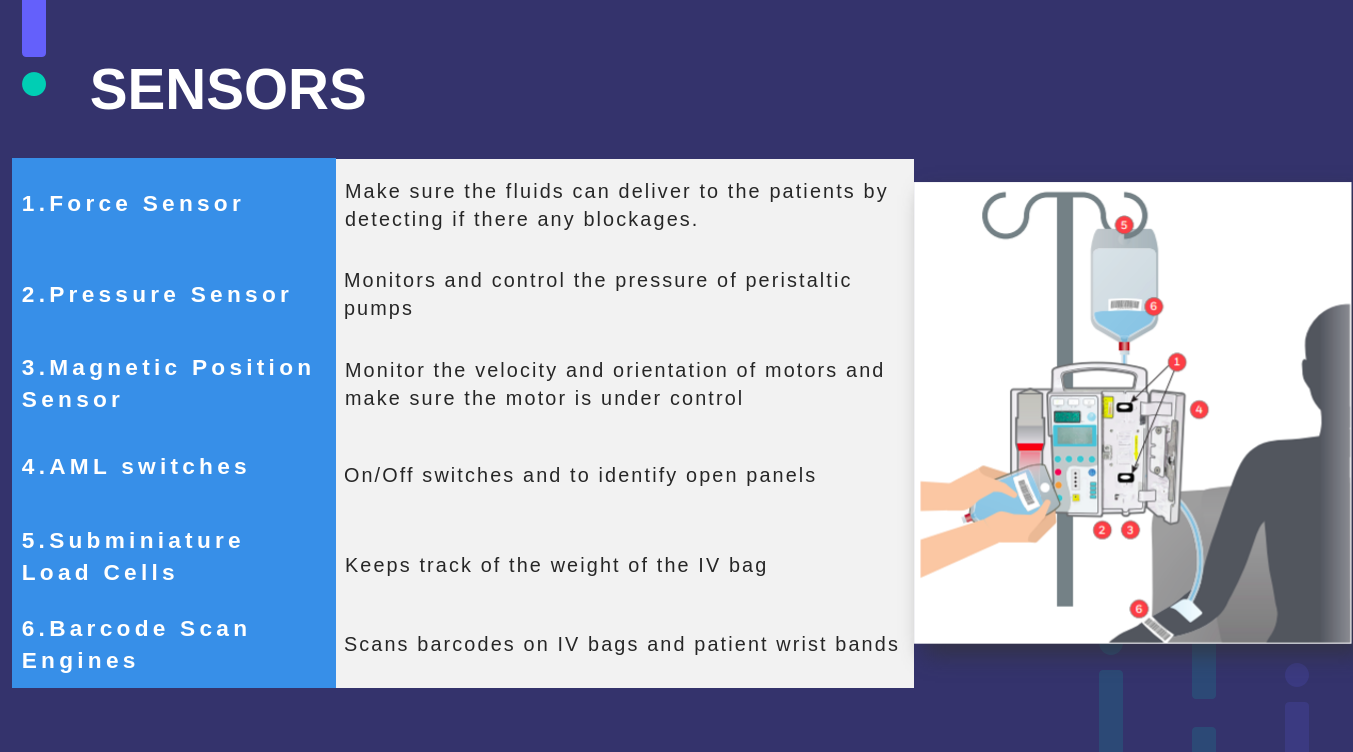 SENSORS
1.Force Sensor
Make sure the fluids can deliver to the patients by
detecting if there any blockages.
2.Pressure Sensor
Monitors and control the pressure of peristaltic
pumps
3.Magnetic Position
Sensor
Monitor the velocity and orientation of motors and
make sure the motor is under control
4.AML switches
On/Off switches and to identify open panels
5.Subminiature
Load Cells
Keeps track of the weight of the IV bag
6.Barcode Scan
Engines
Scans barcodes on IV bags and patient wrist bands
5
6
1
4
2
3
6